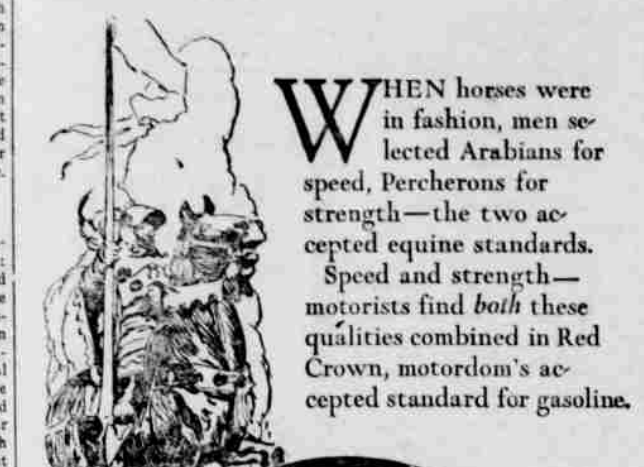 WHEN horses were
in fashion, men se-
lected Arabians for
speed, Percherons for
strength—the two ac-
cepted equine standards.
Speed and strength—
motorists find both these
qualities combined in Red
Crown, motordom's ac-
cepted standard for gasoline.